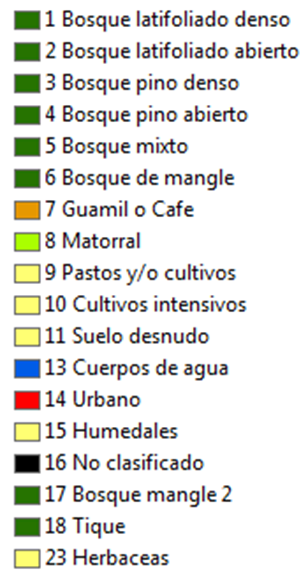 1 Bosque latifoliado denso
2 Bosque latifoliado abierto
3 Bosque pino denso
4 Bosque pino abierto
5 Bosque mixto
6 Bosque de mangle
7 Guamil o Cafe
8 Matorral
9 Pastos y/o cultivos
10 Cultivos intensivos
11 Suelo desnudo
13 Cuerpos de agua
14 Urbano
15 Humedales
16 No clasificado
17 Bosque mangle 2
18 Tique
23 Herbaceas